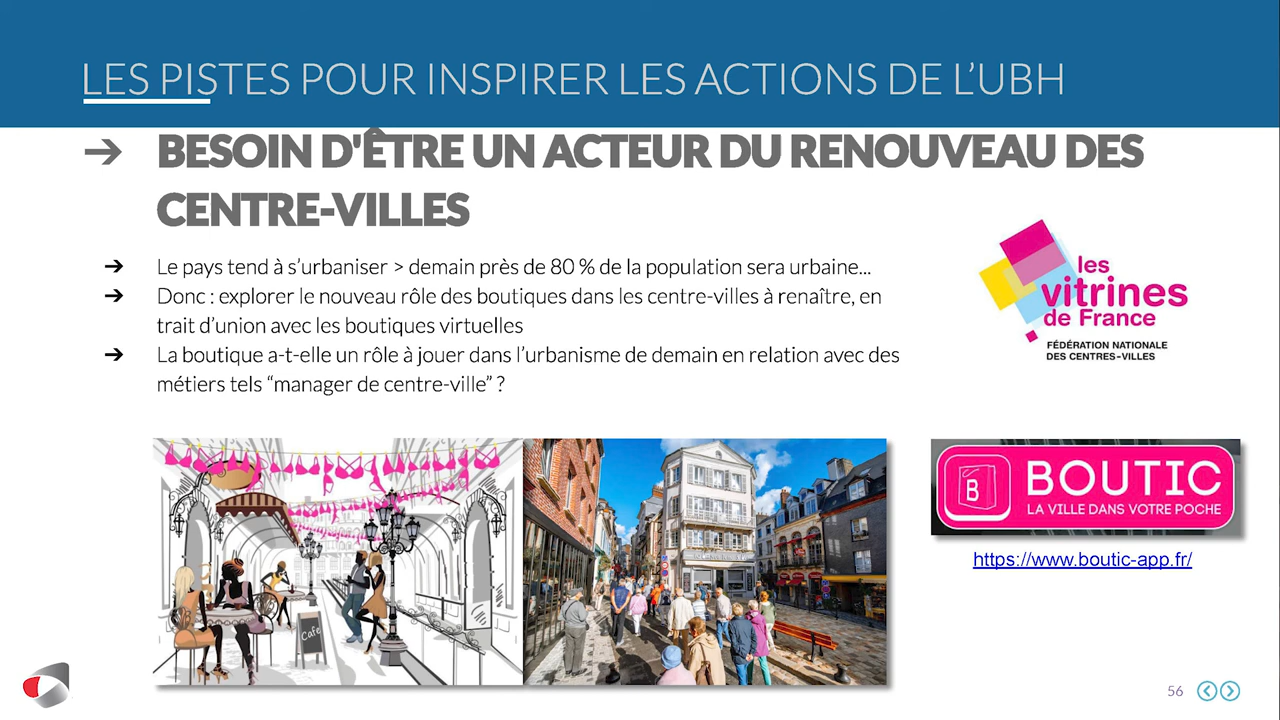 LES PISTES POUR INSPIRER LES ACTIONS DE L’UBH
➔ BESOIN D'ÊTRE UN ACTEUR DU RENOUVEAU DES
CENTRE-VILLES
➔ Le pays tend à s’urbaniser > demain près de 80 % de la population sera urbaine...
➔ Donc : explorer le nouveau rôle des boutiques dans les centre-villes à renaître, en
trait d’union avec les boutiques virtuelles
➔ La boutique a-t-elle un rôle à jouer dans l’urbanisme de demain en relation avec des
métiers tels “manager de centre-ville” ?
les
vitrines
de France
FÉDÉRATION NATIONALE
DES CENTRES-VILLES
Café
B
BOUTIC
LA VILLE DANS VOTRE POCHE
https://www.boutic-app.fr/
56